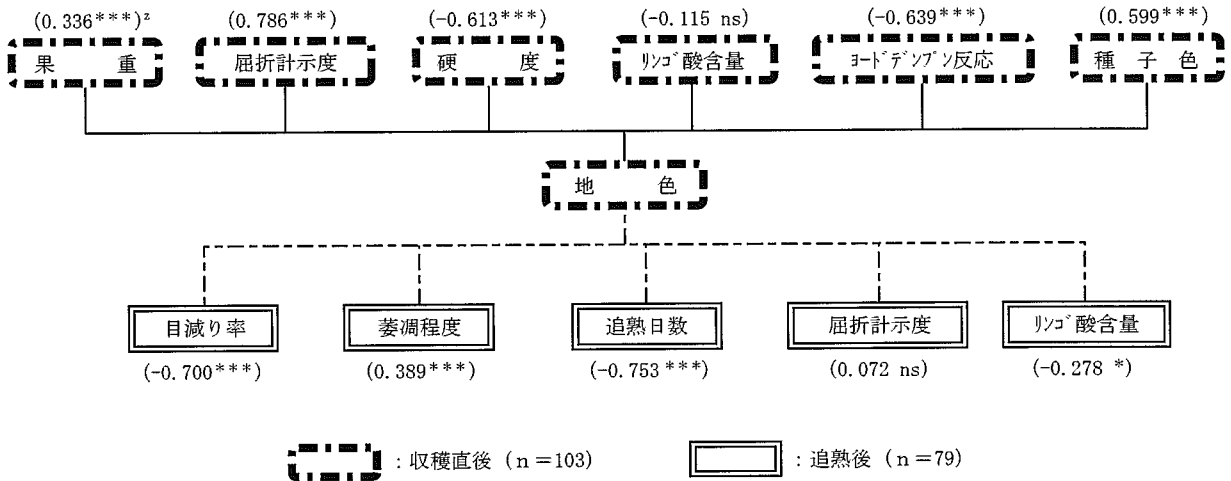 (0.336***)ᶻ (0.786***) (-0.613***) (-0.115 ns) (-0.639***) (0.599***)
果 重 屈折計示度 硬 度 リンゴ酸含量 ヨードデンプン反応 種 子 色
地 色
目減り率 萎凋程度 追熟日数 屈折計示度 リンゴ酸含量
(-0.700***) (0.389***) (-0.753***) (0.072 ns) (-0.278 *)
: 収穫直後 (n=103) : 追熟後 (n=79)